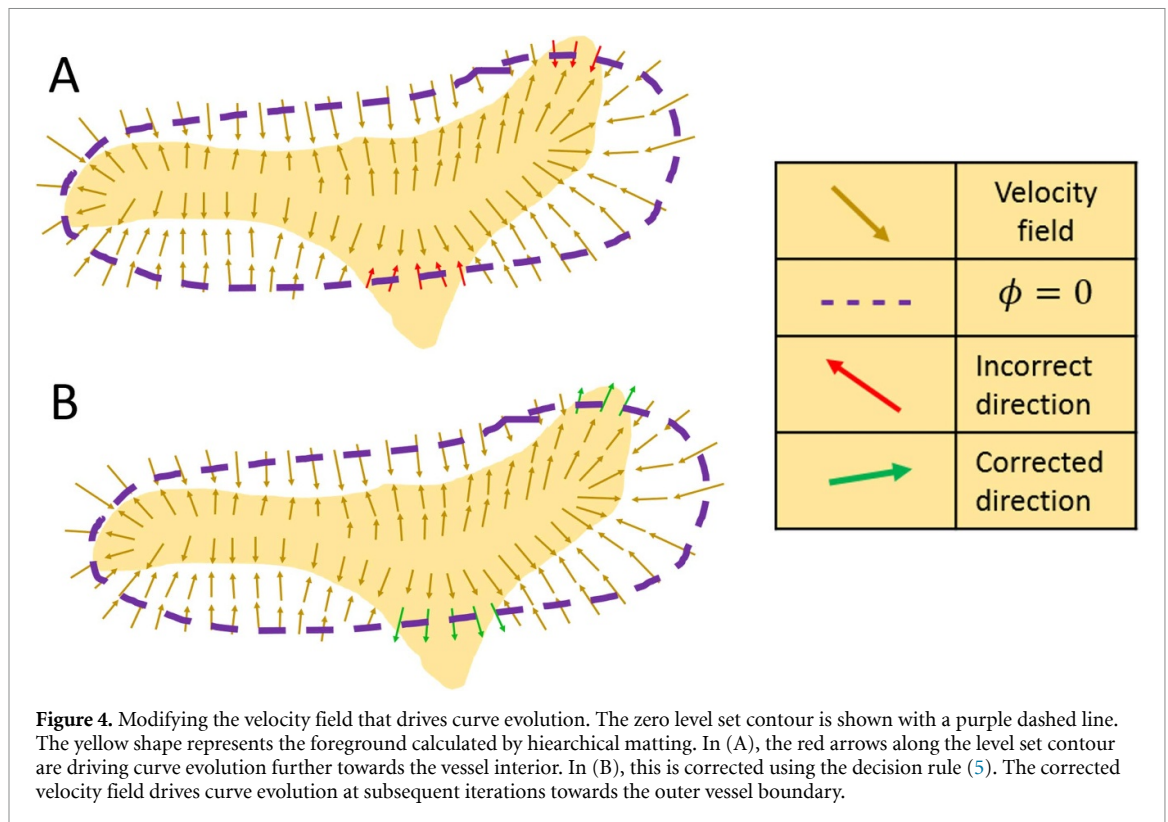 A
B
Velocity
field
ϕ = 0
Incorrect
direction
Corrected
direction
Figure 4. Modifying the velocity field that drives curve evolution. The zero level set contour is shown with a purple dashed line.
The yellow shape represents the foreground calculated by hiearchical matting. In (A), the red arrows along the level set contour
are driving curve evolution further towards the vessel interior. In (B), this is corrected using the decision rule (5). The corrected
velocity field drives curve evolution at subsequent iterations towards the outer vessel boundary.